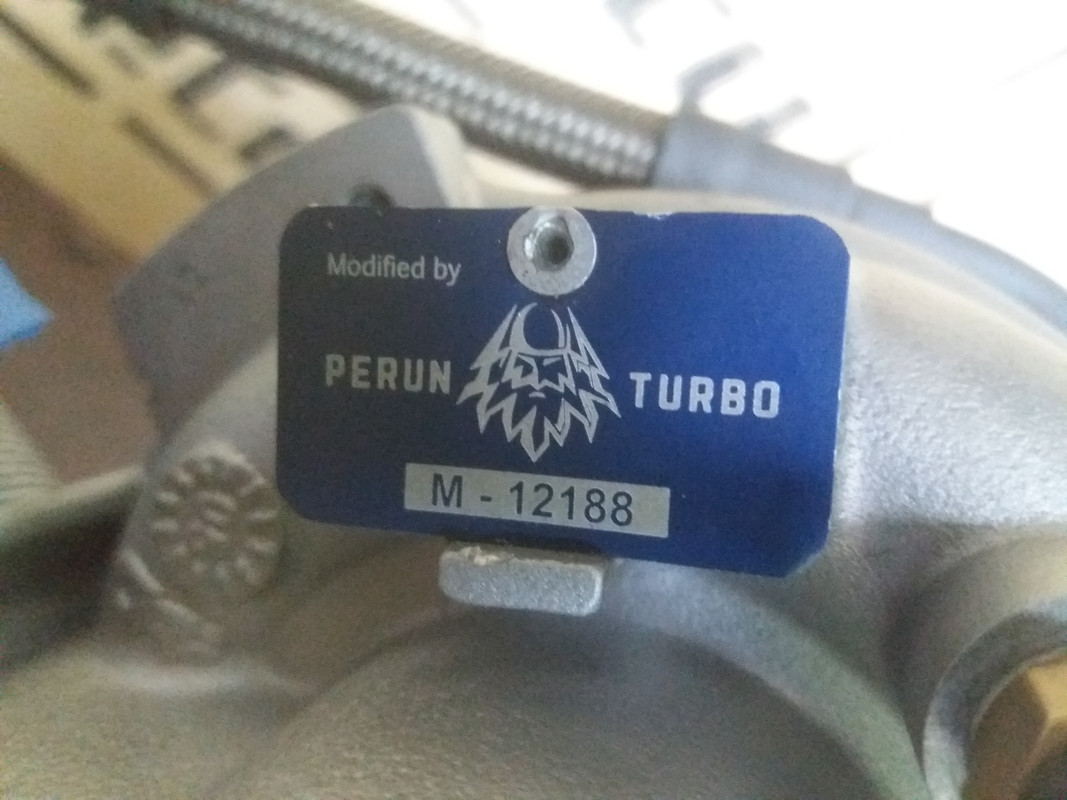 Modified by
PERUN TURBO
M - 12188